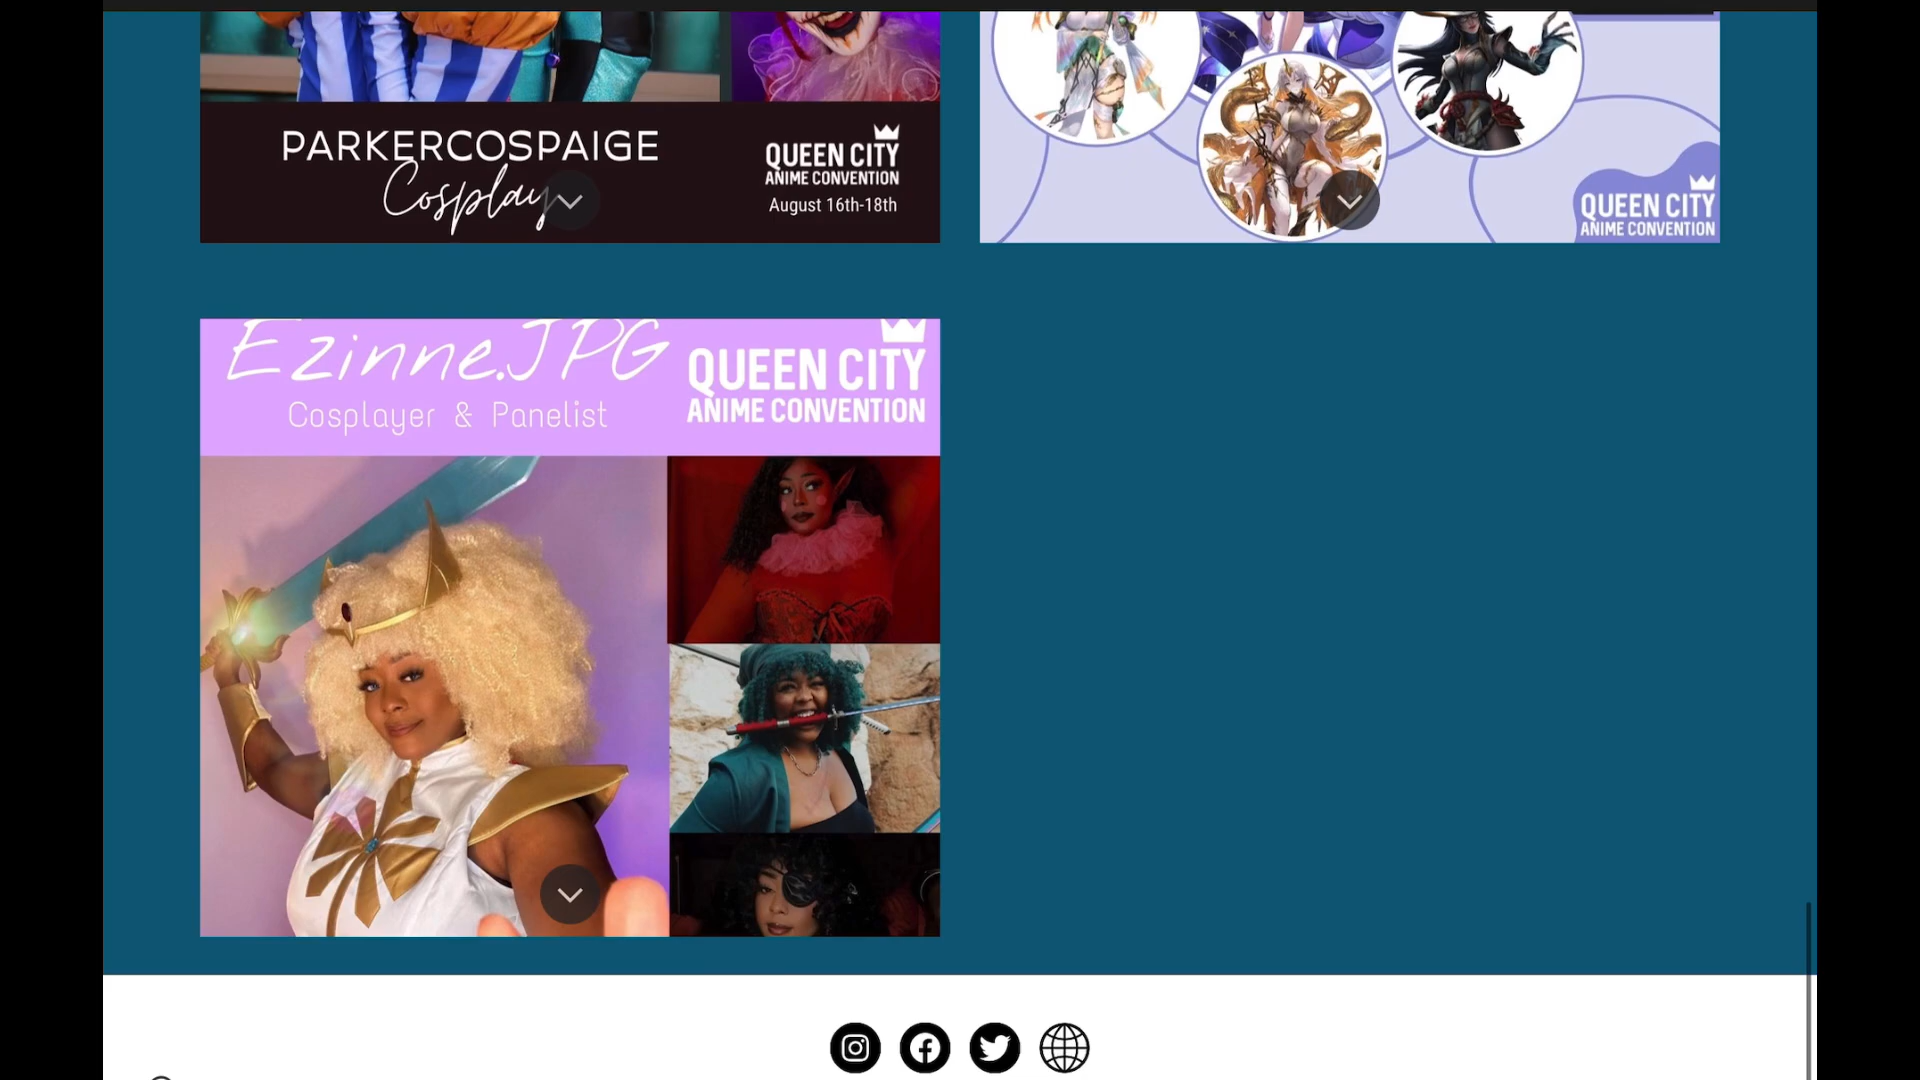 PARKERCOSPAIGE
Cosplay
QUEEN CITY
ANIME CONVENTION
August 16th-18th
QUEEN CITY
ANIME CONVENTION
Ezinne.JPG
Cosplayer & Panelist
QUEEN CITY
ANIME CONVENTION